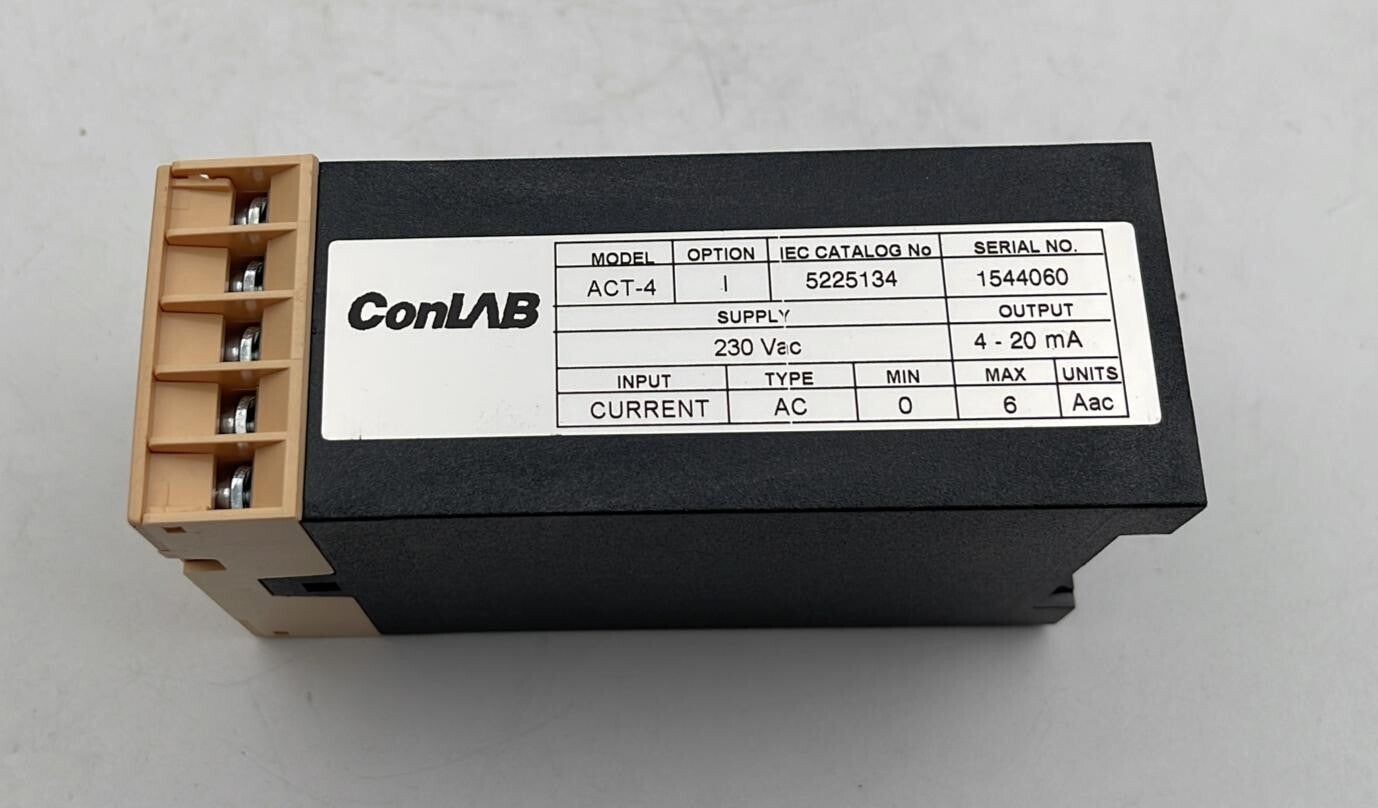 ConLAB
MODEL OPTION IEC CATALOG No SERIAL NO.
ACT-4 I 5225134 1544060
SUPPLY OUTPUT
230 Vac 4 - 20 mA
INPUT TYPE MIN MAX UNITS
CURRENT AC 0 6 Aac